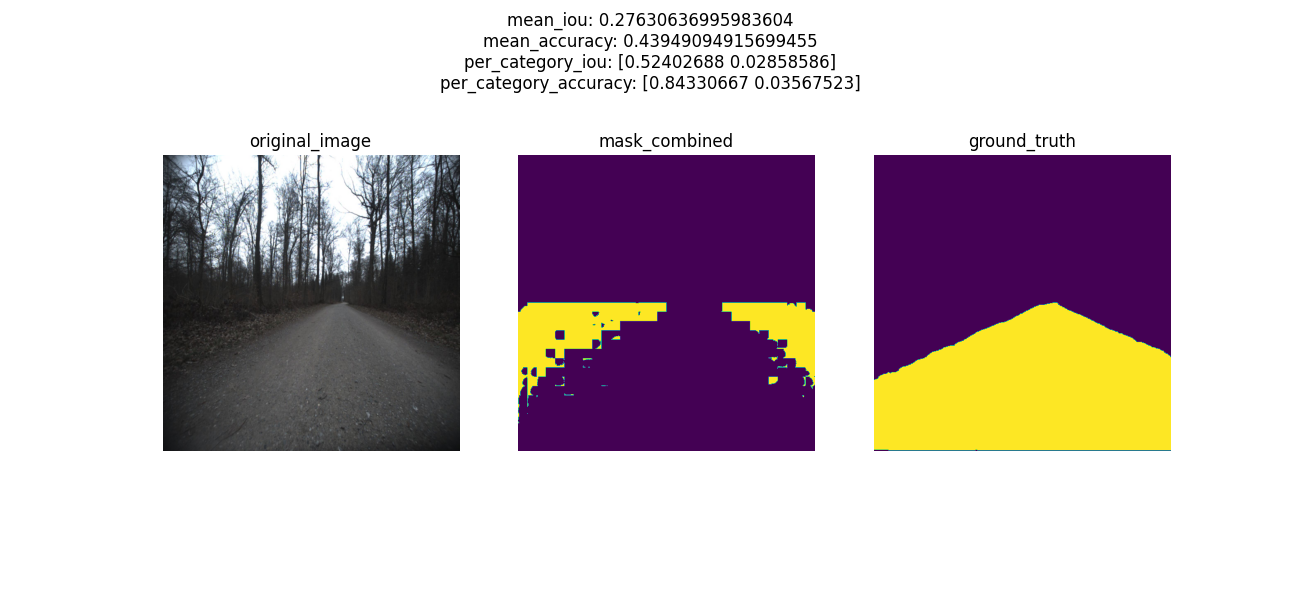 mean_iou: 0.27630636995983604
mean_accuracy: 0.43949094915699455
per_category_iou: [0.52402688 0.02858586]
per_category_accuracy: [0.84330667 0.03567523]
original_image
mask_combined
ground_truth